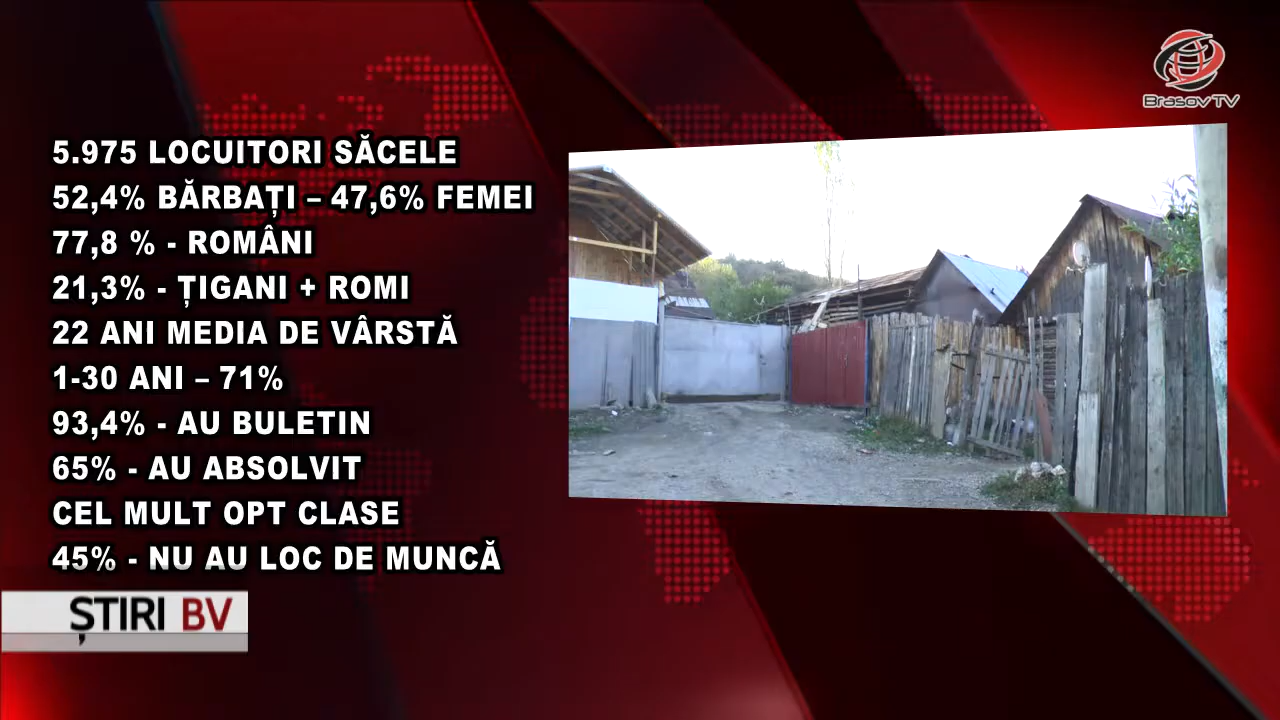 Brasov TV
5.975 LOCUITORI SĂCELE
52,4% BĂRBAȚI – 47,6% FEMEI
77,8 % - ROMÂNI
21,3% - ȚIGANI + ROMI
22 ANI MEDIA DE VÂRSTĂ
1-30 ANI – 71%
93,4% - AU BULETIN
65% - AU ABSOLVIT
CEL MULT OPT CLASE
45% - NU AU LOC DE MUNCĂ
ȘTIRI BV